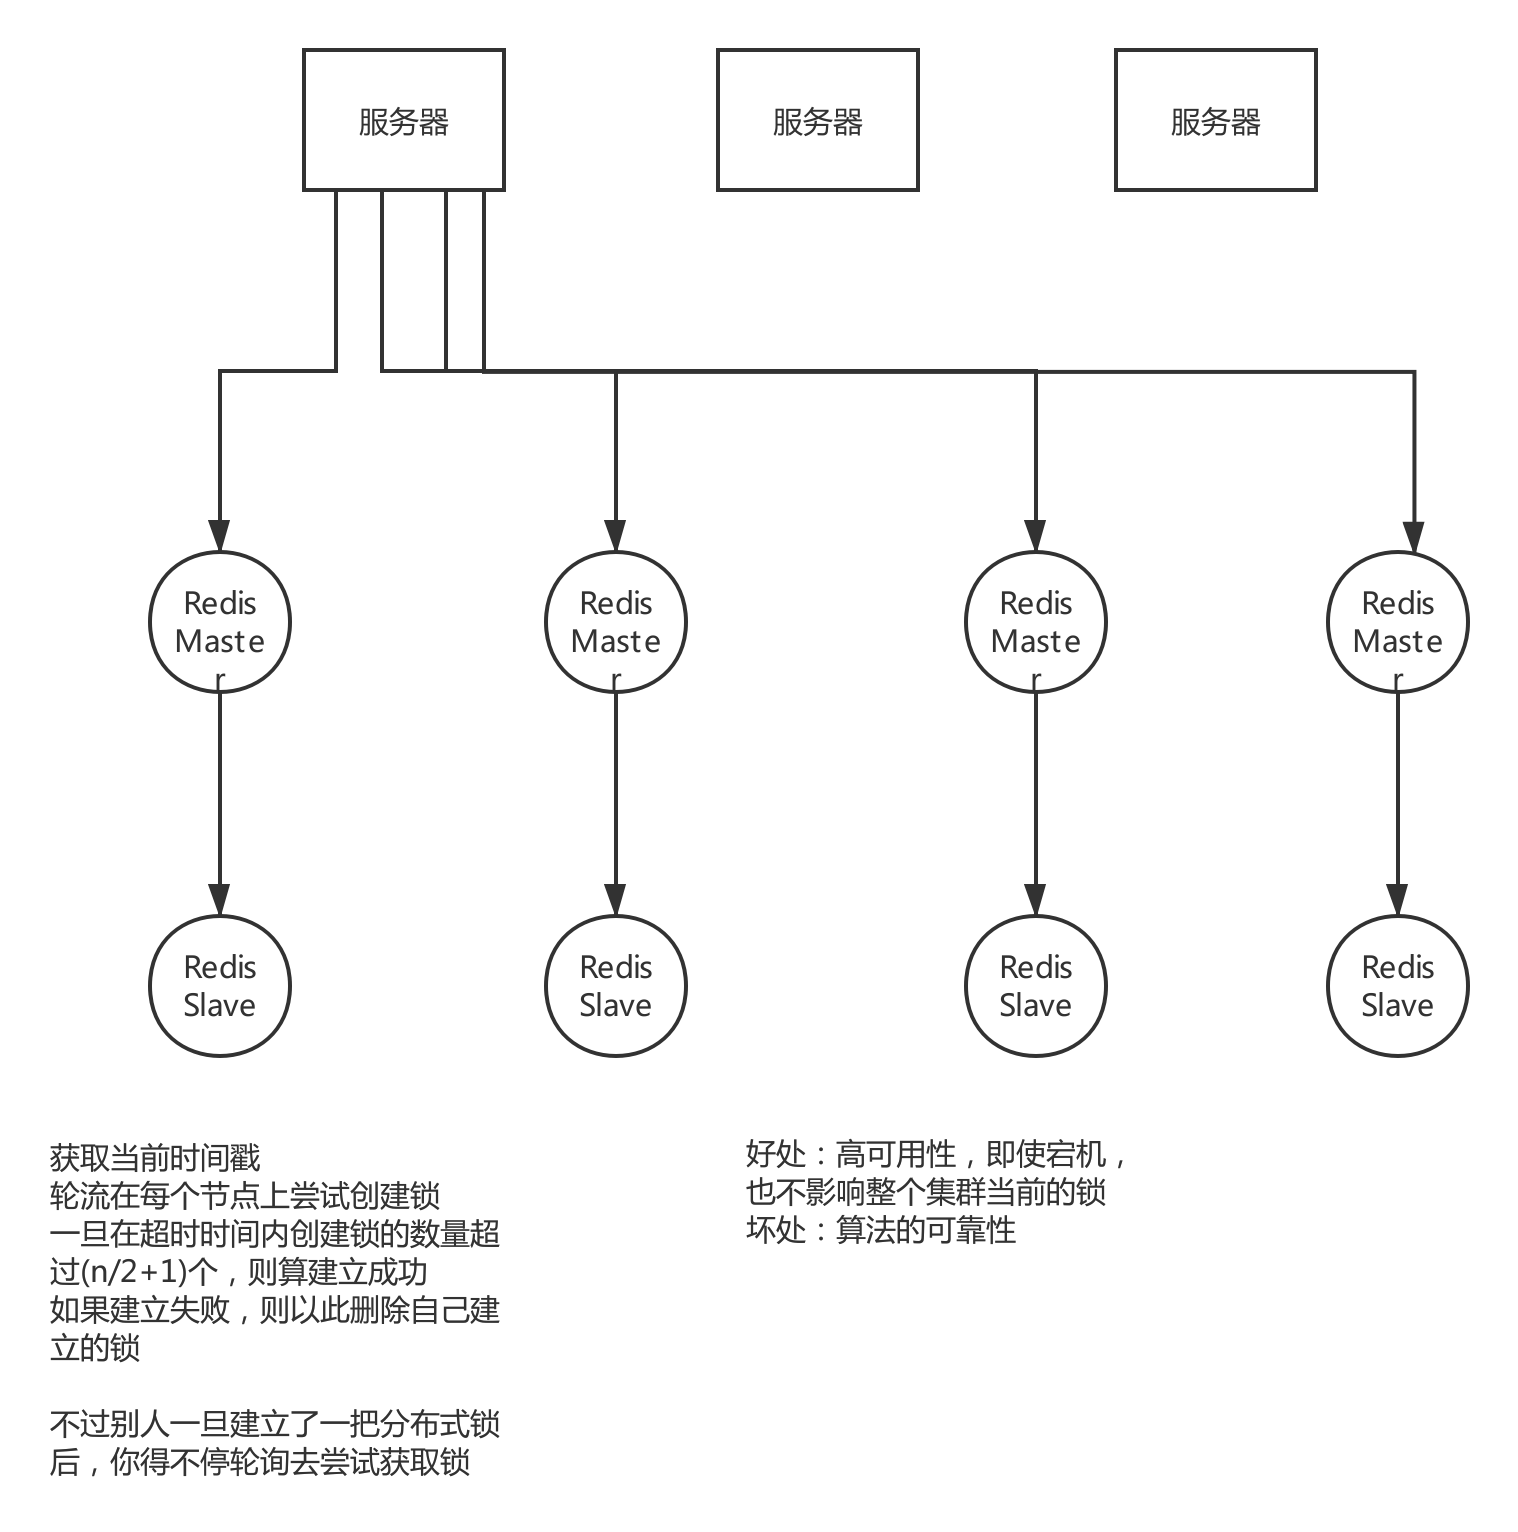 服务器
服务器
服务器
Redis
Maste
r
Redis
Maste
r
Redis
Maste
r
Redis
Maste
r
Redis
Slave
Redis
Slave
Redis
Slave
Redis
Slave
获取当前时间戳
轮流在每个节点上尝试创建锁
一旦在超时时间内创建锁的数量超
过(n/2+1)个，则算建立成功
如果建立失败，则以此删除自己建
立的锁
不过别人一旦建立了一把分布式锁
后，你得不停轮询去尝试获取锁
好处：高可用性，即使宕机，
也不影响整个集群当前的锁
坏处：算法的可靠性